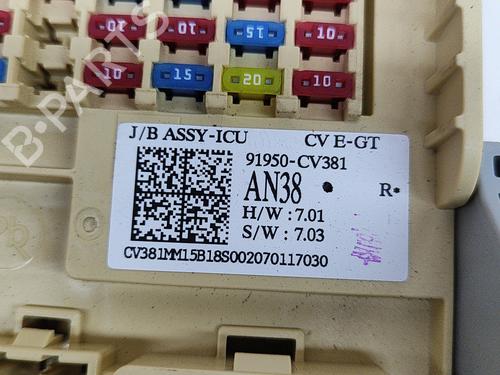 10 10 15 10
10 15 20 10
J/B ASSY-ICU CV E-GT
91950-CV381
AN38 R
H/W : 7.01
S/W : 7.03
CV381MM15B18S002070117030
B-PARTS